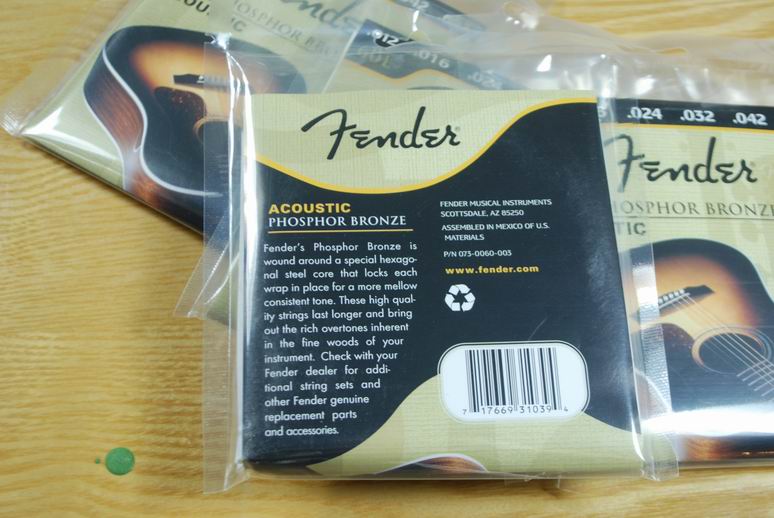 .012
.016
.024
.032
.042
Fender
PHOSPHOR BRONZE
Fender
ACOUSTIC
PHOSPHOR BRONZE
Fender's Phosphor Bronze is
wound around a special hexago-
nal steel core that locks each
wrap in place for a more mellow
consistent tone. These high qual-
ity strings last longer and bring
out the rich overtones inherent
in the fine woods of your
instrument. Check with your
Fender dealer for addi-
tional string sets and
other Fender genuine
replacement parts
and accessories.
FENDER MUSICAL INSTRUMENTS
SCOTTSDALE, AZ 85250
ASSEMBLED IN MEXICO OF U.S.
MATERIALS
P/N 073-0060-003
www.fender.com
7 17669 31039 4